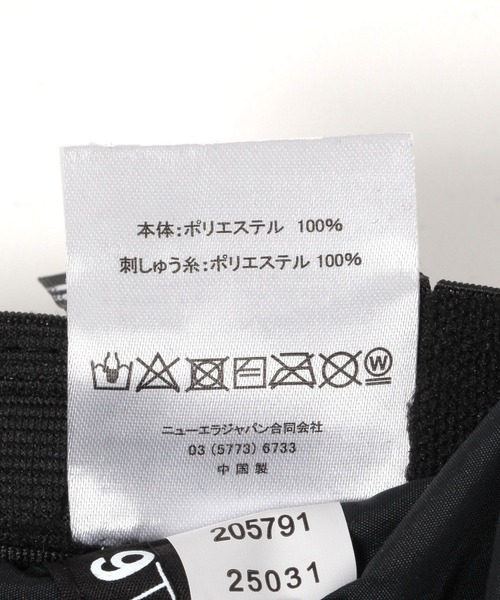 本体:ポリエステル 100%
刺しゅう糸:ポリエステル 100%
W
ニューエラジャパン合同会社
03 (5773) 6733
中国製
205791
25031